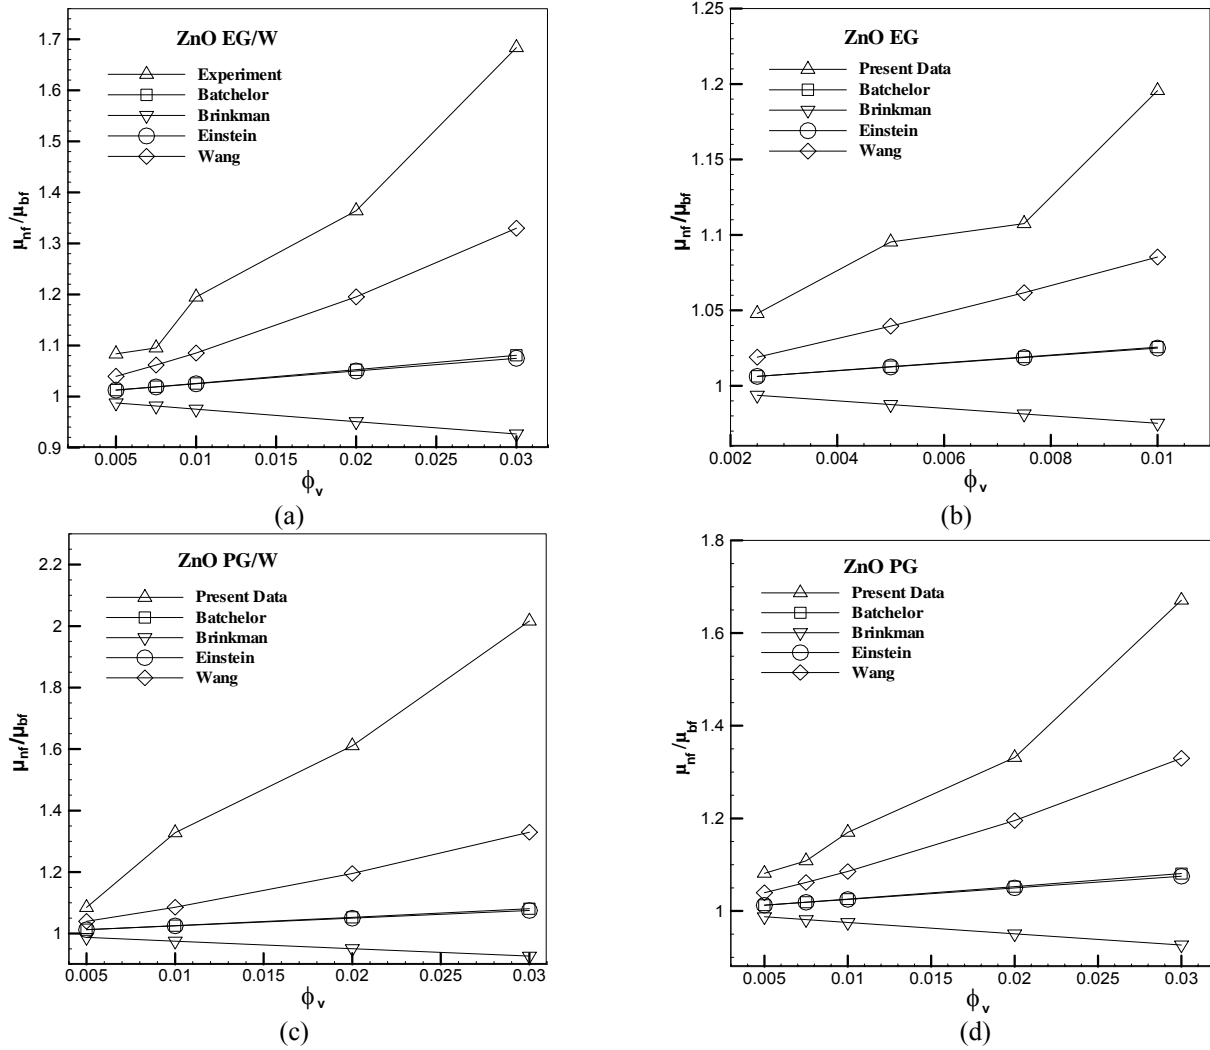 ZnO EG/W
Experiment
Batchelor
Brinkman
Einstein
Wang
1.7
1.6
1.5
1.4
1.3
1.2
1.1
1
0.9
μnf/μbf
0.005 0.01 0.015 0.02 0.025 0.03
ϕv
(a)
ZnO EG
Present Data
Batchelor
Brinkman
Einstein
Wang
1.25
1.2
1.15
1.1
1.05
1
μnf/μbf
0.002 0.004 0.006 0.008 0.01
ϕv
(b)
ZnO PG/W
Present Data
Batchelor
Brinkman
Einstein
Wang
2.2
2
1.8
1.6
1.4
1.2
1
μnf/μbf
0.005 0.01 0.015 0.02 0.025 0.03
ϕv
(c)
ZnO PG
Present Data
Batchelor
Brinkman
Einstein
Wang
1.8
1.6
1.4
1.2
1
μnf/μbf
0.005 0.01 0.015 0.02 0.025 0.03
ϕv
(d)